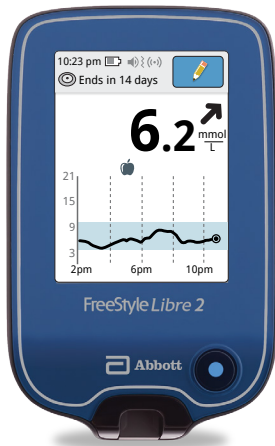 10:23 pm
Ends in 14 days
6.2 mmol
L
21
15
9
3
2pm 6pm 10pm
FreeStyle Libre 2
Abbott